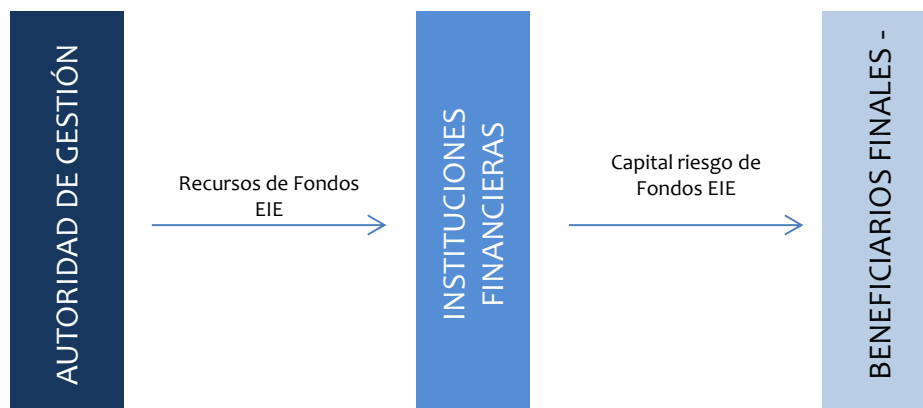 AUTORIDAD DE GESTIÓN
Recursos de Fondos
EIE
INSTITUCIONES
FINANCIERAS
Capital riesgo de
Fondos EIE
BENEFICIARIOS FINALES -